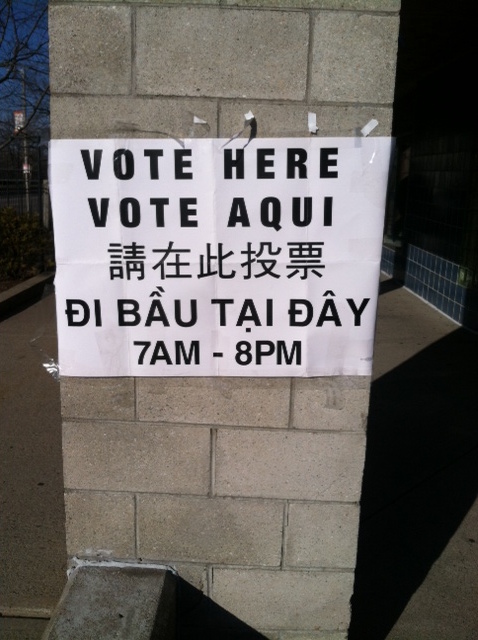 VOTE HERE
VOTE AQUI
請在此投票
ĐI BẦU TẠI ĐÂY
7AM - 8PM